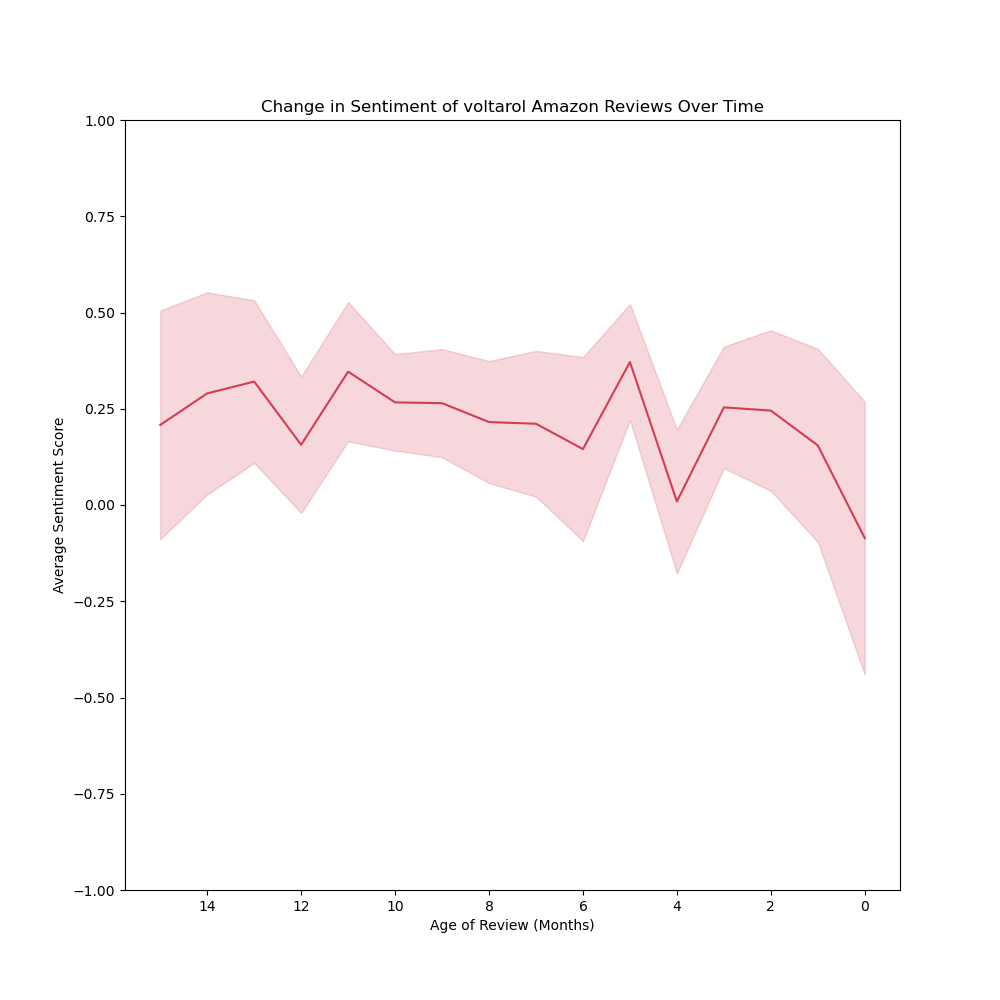 Change in Sentiment of voltarol Amazon Reviews Over Time
1.00
0.75
0.50
0.25
0.00
−0.25
−0.50
−0.75
−1.00
Average Sentiment Score
14 12 10 8 6 4 2 0
Age of Review (Months)